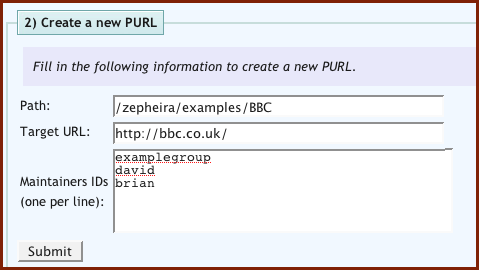 2) Create a new PURL
Fill in the following information to create a new PURL.
Path: /zepheira/examples/BBC
Target URL: http://bbc.co.uk/
examplegroup
david
Maintainers IDs brian
(one per line):
Submit